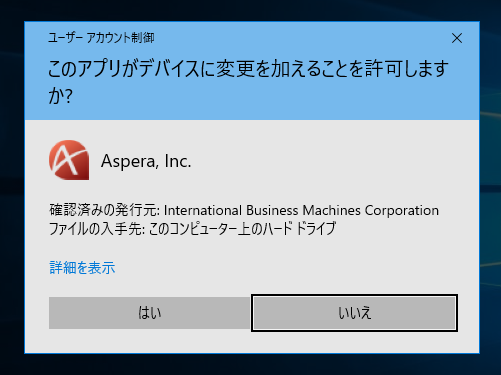 ユーザー アカウント制御
このアプリがデバイスに変更を加えることを許可します
か?
Aspera, Inc.
確認済みの発行元: International Business Machines Corporation
ファイルの入手先: このコンピューター上のハード ドライブ
詳細を表示
はい
いいえ